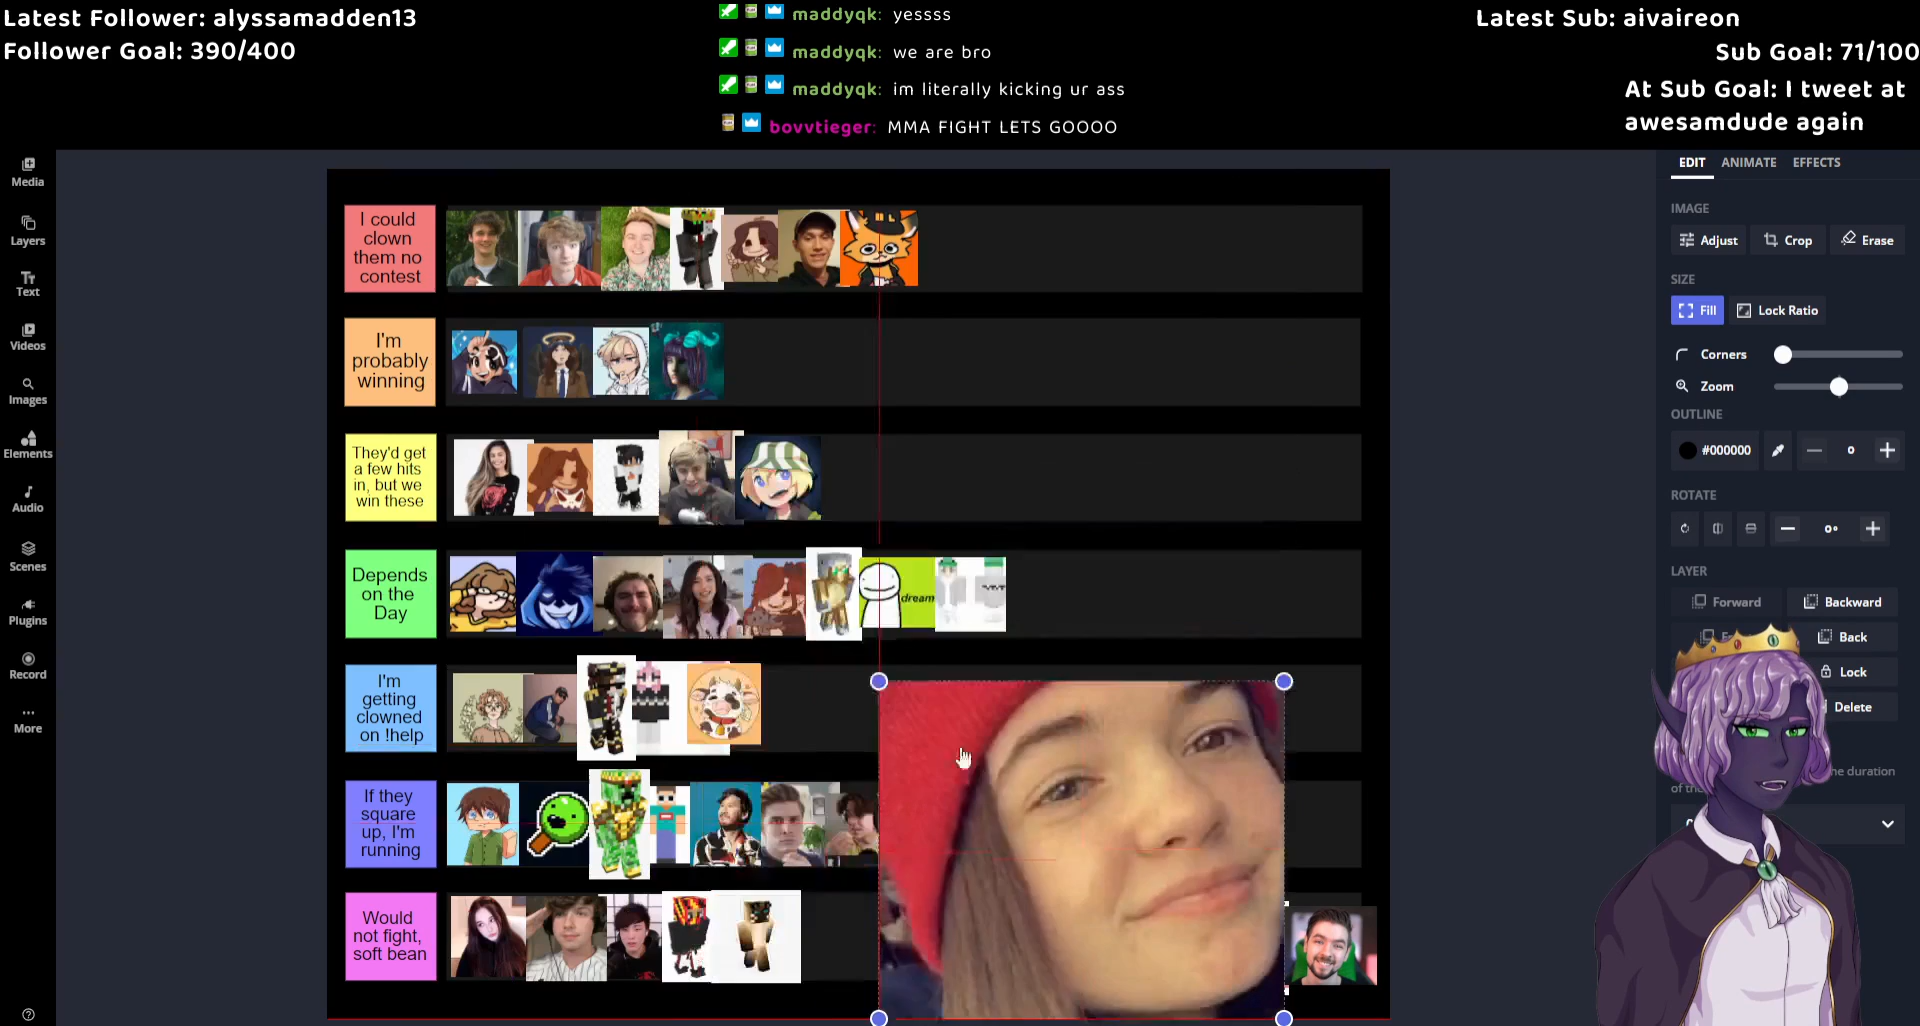 Latest Follower: alyssamadden13
Follower Goal: 390/400
maddyqk: yessss
maddyqk: we are bro
maddyqk: im literally kicking ur ass
bovvtieger: MMA FIGHT LETS GOOOO
Latest Sub: aivaireon
Sub Goal: 71/100
At Sub Goal: I tweet at
awesamdude again
Media
Layers
Text
Videos
Images
Elements
Audio
Scenes
Plugins
Record
More
I could
clown
them no
contest
I'm
probably
winning
They'd get
a few hits
in, but we
win these
Depends
on the
Day
dream
I'm
getting
clowned
on !help
If they
square
up, I'm
running
Would
not fight,
soft bean
EDIT ANIMATE EFFECTS
IMAGE
Adjust Crop Erase
SIZE
Fill Lock Ratio
Corners
Zoom
OUTLINE
#000000 0
ROTATE
0°
LAYER
Forward Backward
Back
Lock
Delete
he duration
of th